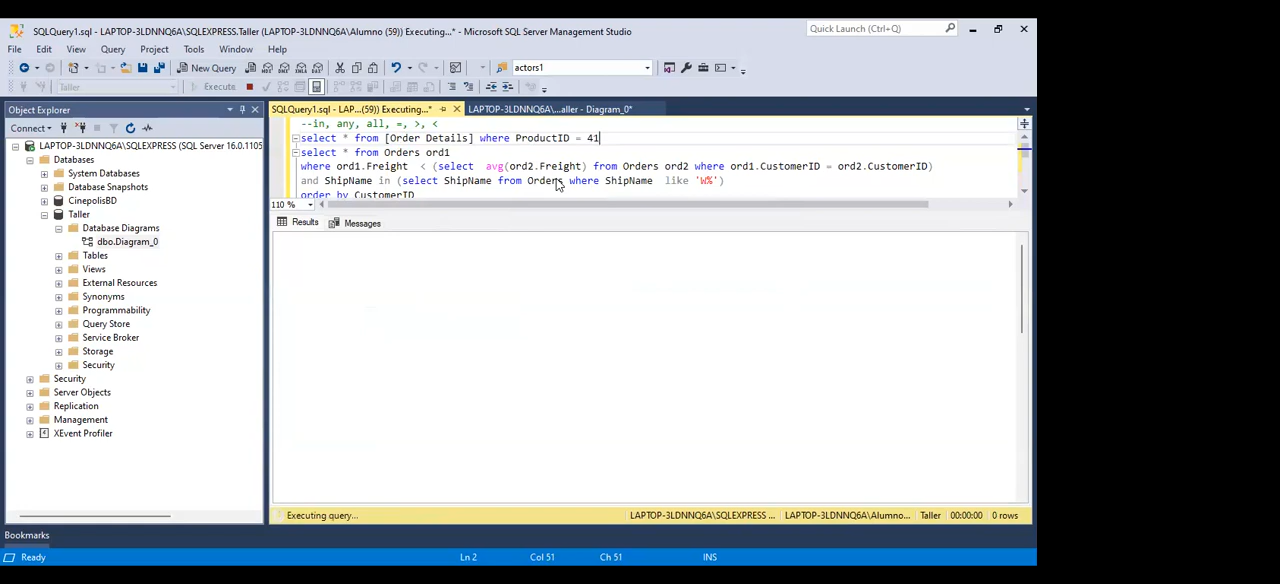 SQLQuery1.sql - LAPTOP-3LDNNQ6A\SQLEXPRESS.Taller (LAPTOP-3LDNNQ6A\Alumno (59)) Executing...* - Microsoft SQL Server Management Studio
Quick Launch (Ctrl+Q)
File Edit View Query Project Tools Window Help
New Query
actors1
Taller
Execute
Object Explorer
SQLQuery1.sql - LAP...(59)) Executing...*
LAPTOP-3LDNNQ6A\...aller - Diagram_0*
Connect
LAPTOP-3LDNNQ6A\SQLEXPRESS (SQL Server 16.0.1105
Databases
System Databases
Database Snapshots
CinepolisBD
Taller
Database Diagrams
dbo.Diagram_0
Tables
Views
External Resources
Synonyms
Programmability
Query Store
Service Broker
Storage
Security
Security
Server Objects
Replication
Management
XEvent Profiler
--in, any, all, =, >, <
select * from [Order Details] where ProductID = 41
select * from Orders ord1
where ord1.Freight < (select avg(ord2.Freight) from Orders ord2 where ord1.CustomerID = ord2.CustomerID)
and ShipName in (select ShipName from Orders where ShipName like 'W%')
order by CustomerID
110 %
Results Messages
Executing query...
LAPTOP-3LDNNQ6A\SQLEXPRESS ...
LAPTOP-3LDNNQ6A\Alumno...
Taller
00:00:00
0 rows
Bookmarks
Ready
Ln 2
Col 51
Ch 51
INS